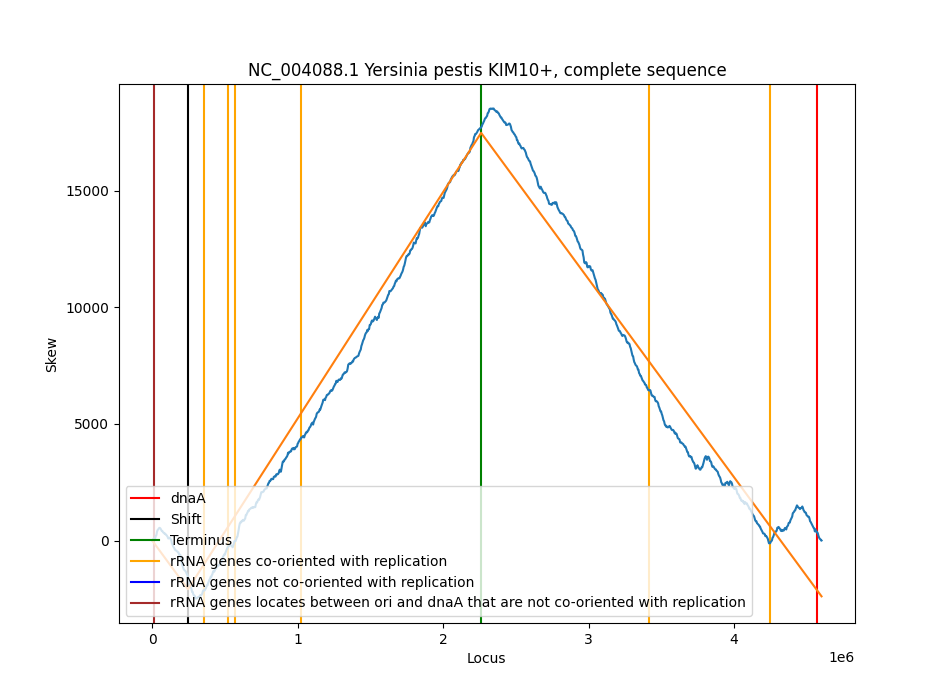 NC_004088.1 Yersinia pestis KIM10+, complete sequence
Skew
15000
10000
5000
0
dnaA
Shift
Terminus
rRNA genes co-oriented with replication
rRNA genes not co-oriented with replication
rRNA genes locates between ori and dnaA that are not co-oriented with replication
0 1 2 3 4
1e6
Locus